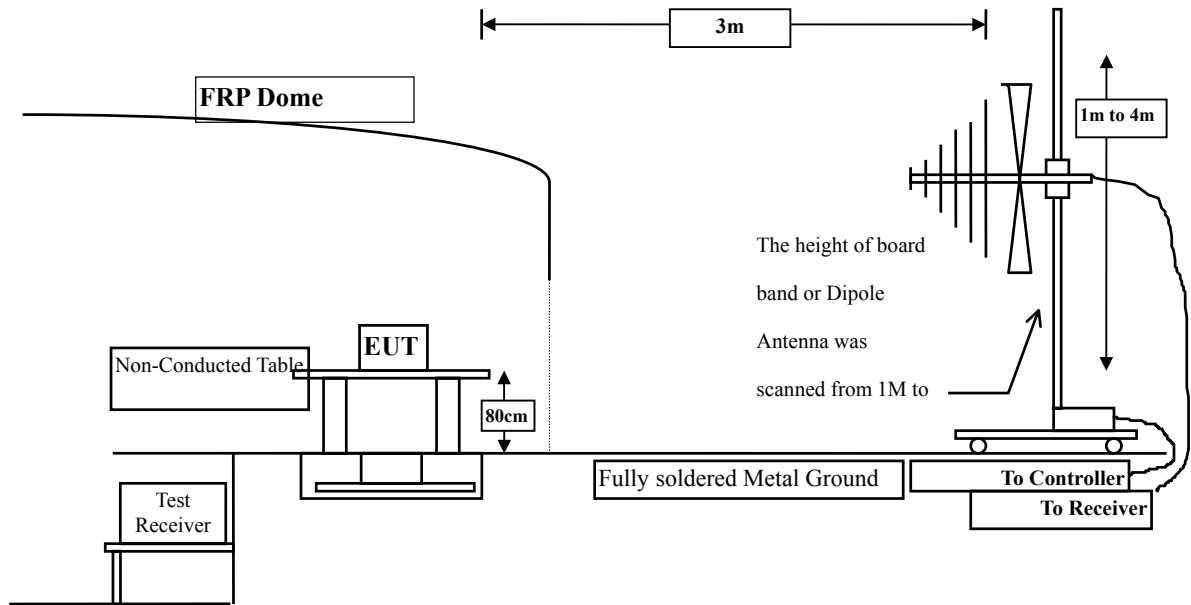 3m
FRP Dome
1m to 4m
The height of board
band or Dipole
Antenna was
scanned from 1M to
EUT
Non-Conducted Table
80cm
Fully soldered Metal Ground
To Controller
To Receiver
Test
Receiver